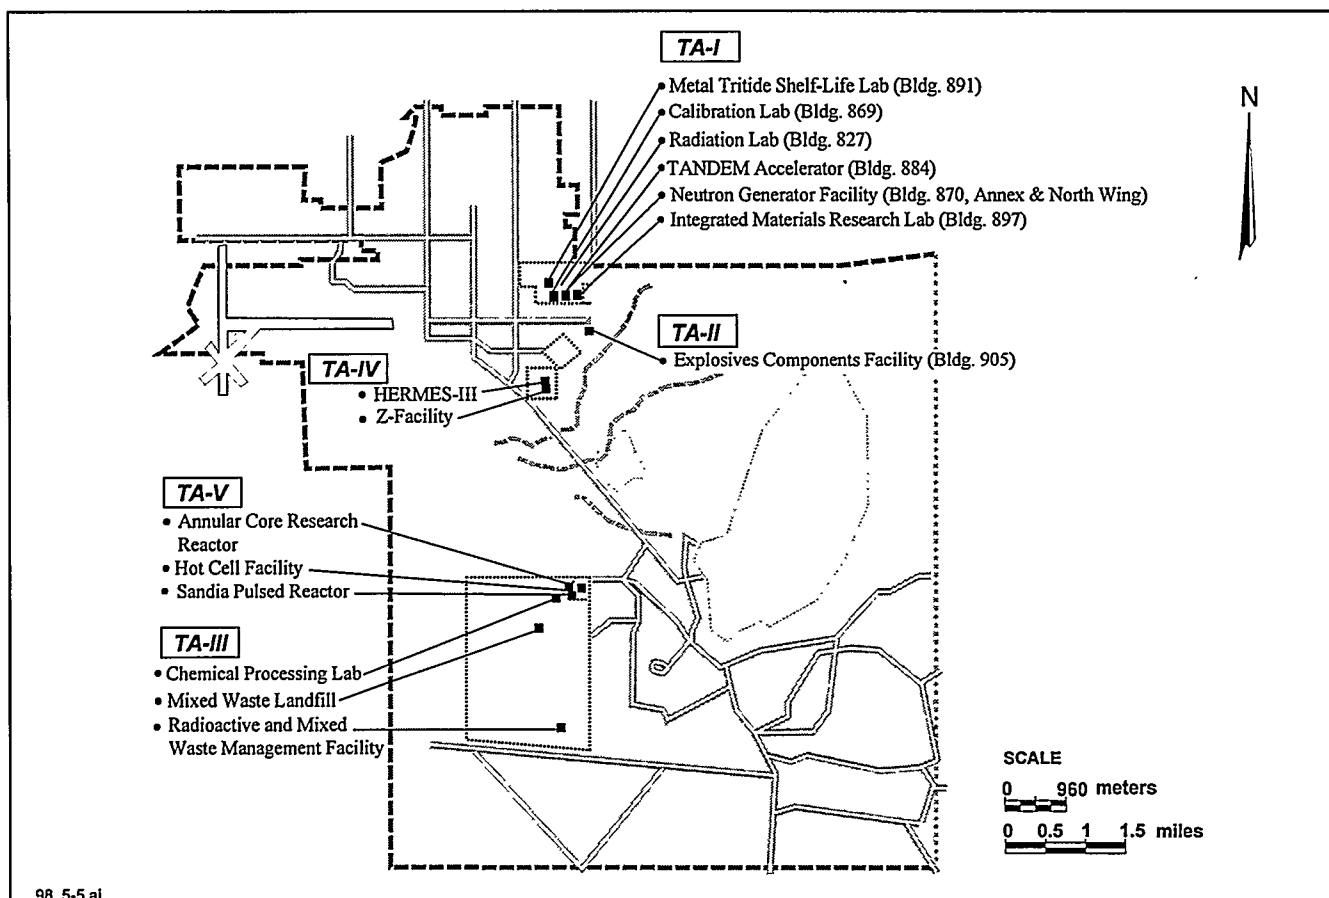 TA-I
• Metal Tritide Shelf-Life Lab (Bldg. 891)
• Calibration Lab (Bldg. 869)
• Radiation Lab (Bldg. 827)
• TANDEM Accelerator (Bldg. 884)
• Neutron Generator Facility (Bldg. 870, Annex & North Wing)
• Integrated Materials Research Lab (Bldg. 897)
N
TA-II
• Explosives Components Facility (Bldg. 905)
TA-IV
• HERMES-III
• Z-Facility
TA-V
• Annular Core Research
Reactor
• Hot Cell Facility
• Sandia Pulsed Reactor
TA-III
• Chemical Processing Lab
• Mixed Waste Landfill
• Radioactive and Mixed
Waste Management Facility
SCALE
0 960 meters
0 0.5 1 1.5 miles
98 5-5 ai